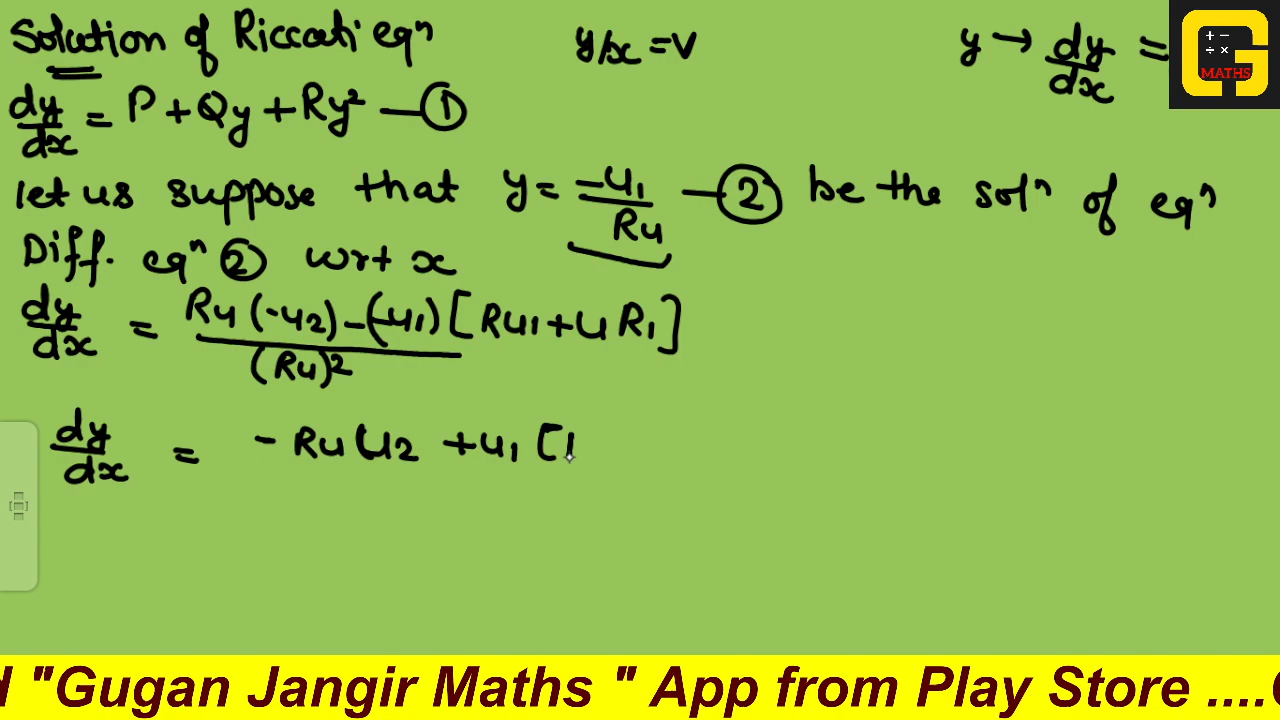 Solution of Riccati eqⁿ y/x = v y → dy/dx =
+ −
÷ ×
MATHS
dy/dx = P + Qy + Ry² — ①
let us suppose that y = -u₁/Ru — ② be the solⁿ of eqⁿ
Diff. eqⁿ ② wrt x
dy/dx = Ru(-u₂) - (-u₁)[Ru₁ + uR₁]/(Ru)²
dy/dx = - Ru u₂ + u₁ [
"Gugan Jangir Maths " App from Play Store ....